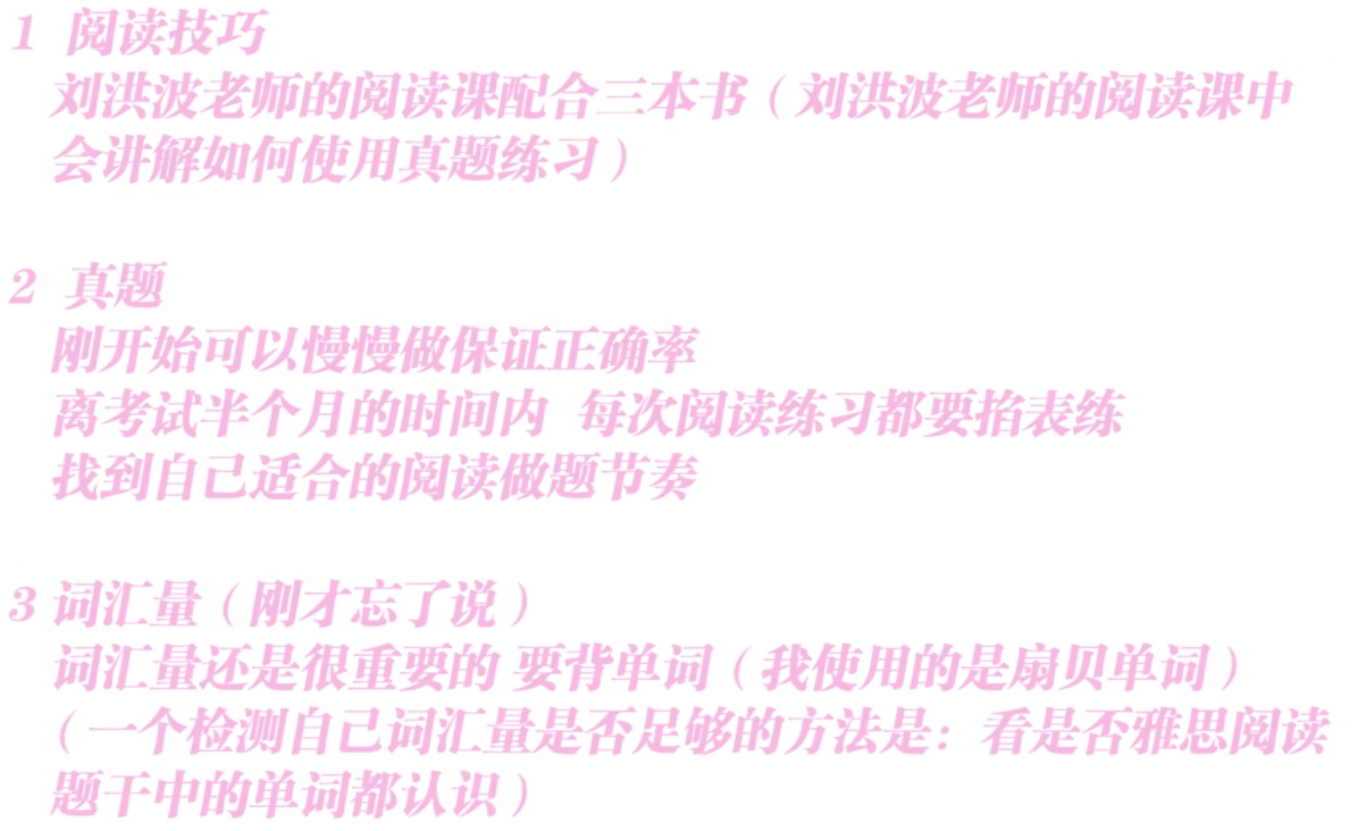 1 阅读技巧
刘洪波老师的阅读课配合三本书（刘洪波老师的阅读课中
会讲解如何使用真题练习）
2 真题
刚开始可以慢慢做保证正确率
离考试半个月的时间内 每次阅读练习都要掐表练
找到自己适合的阅读做题节奏
3 词汇量（刚才忘了说）
词汇量还是很重要的 要背单词（我使用的是扇贝单词）
（一个检测自己词汇量是否足够的方法是：看是否雅思阅读
题干中的单词都认识）